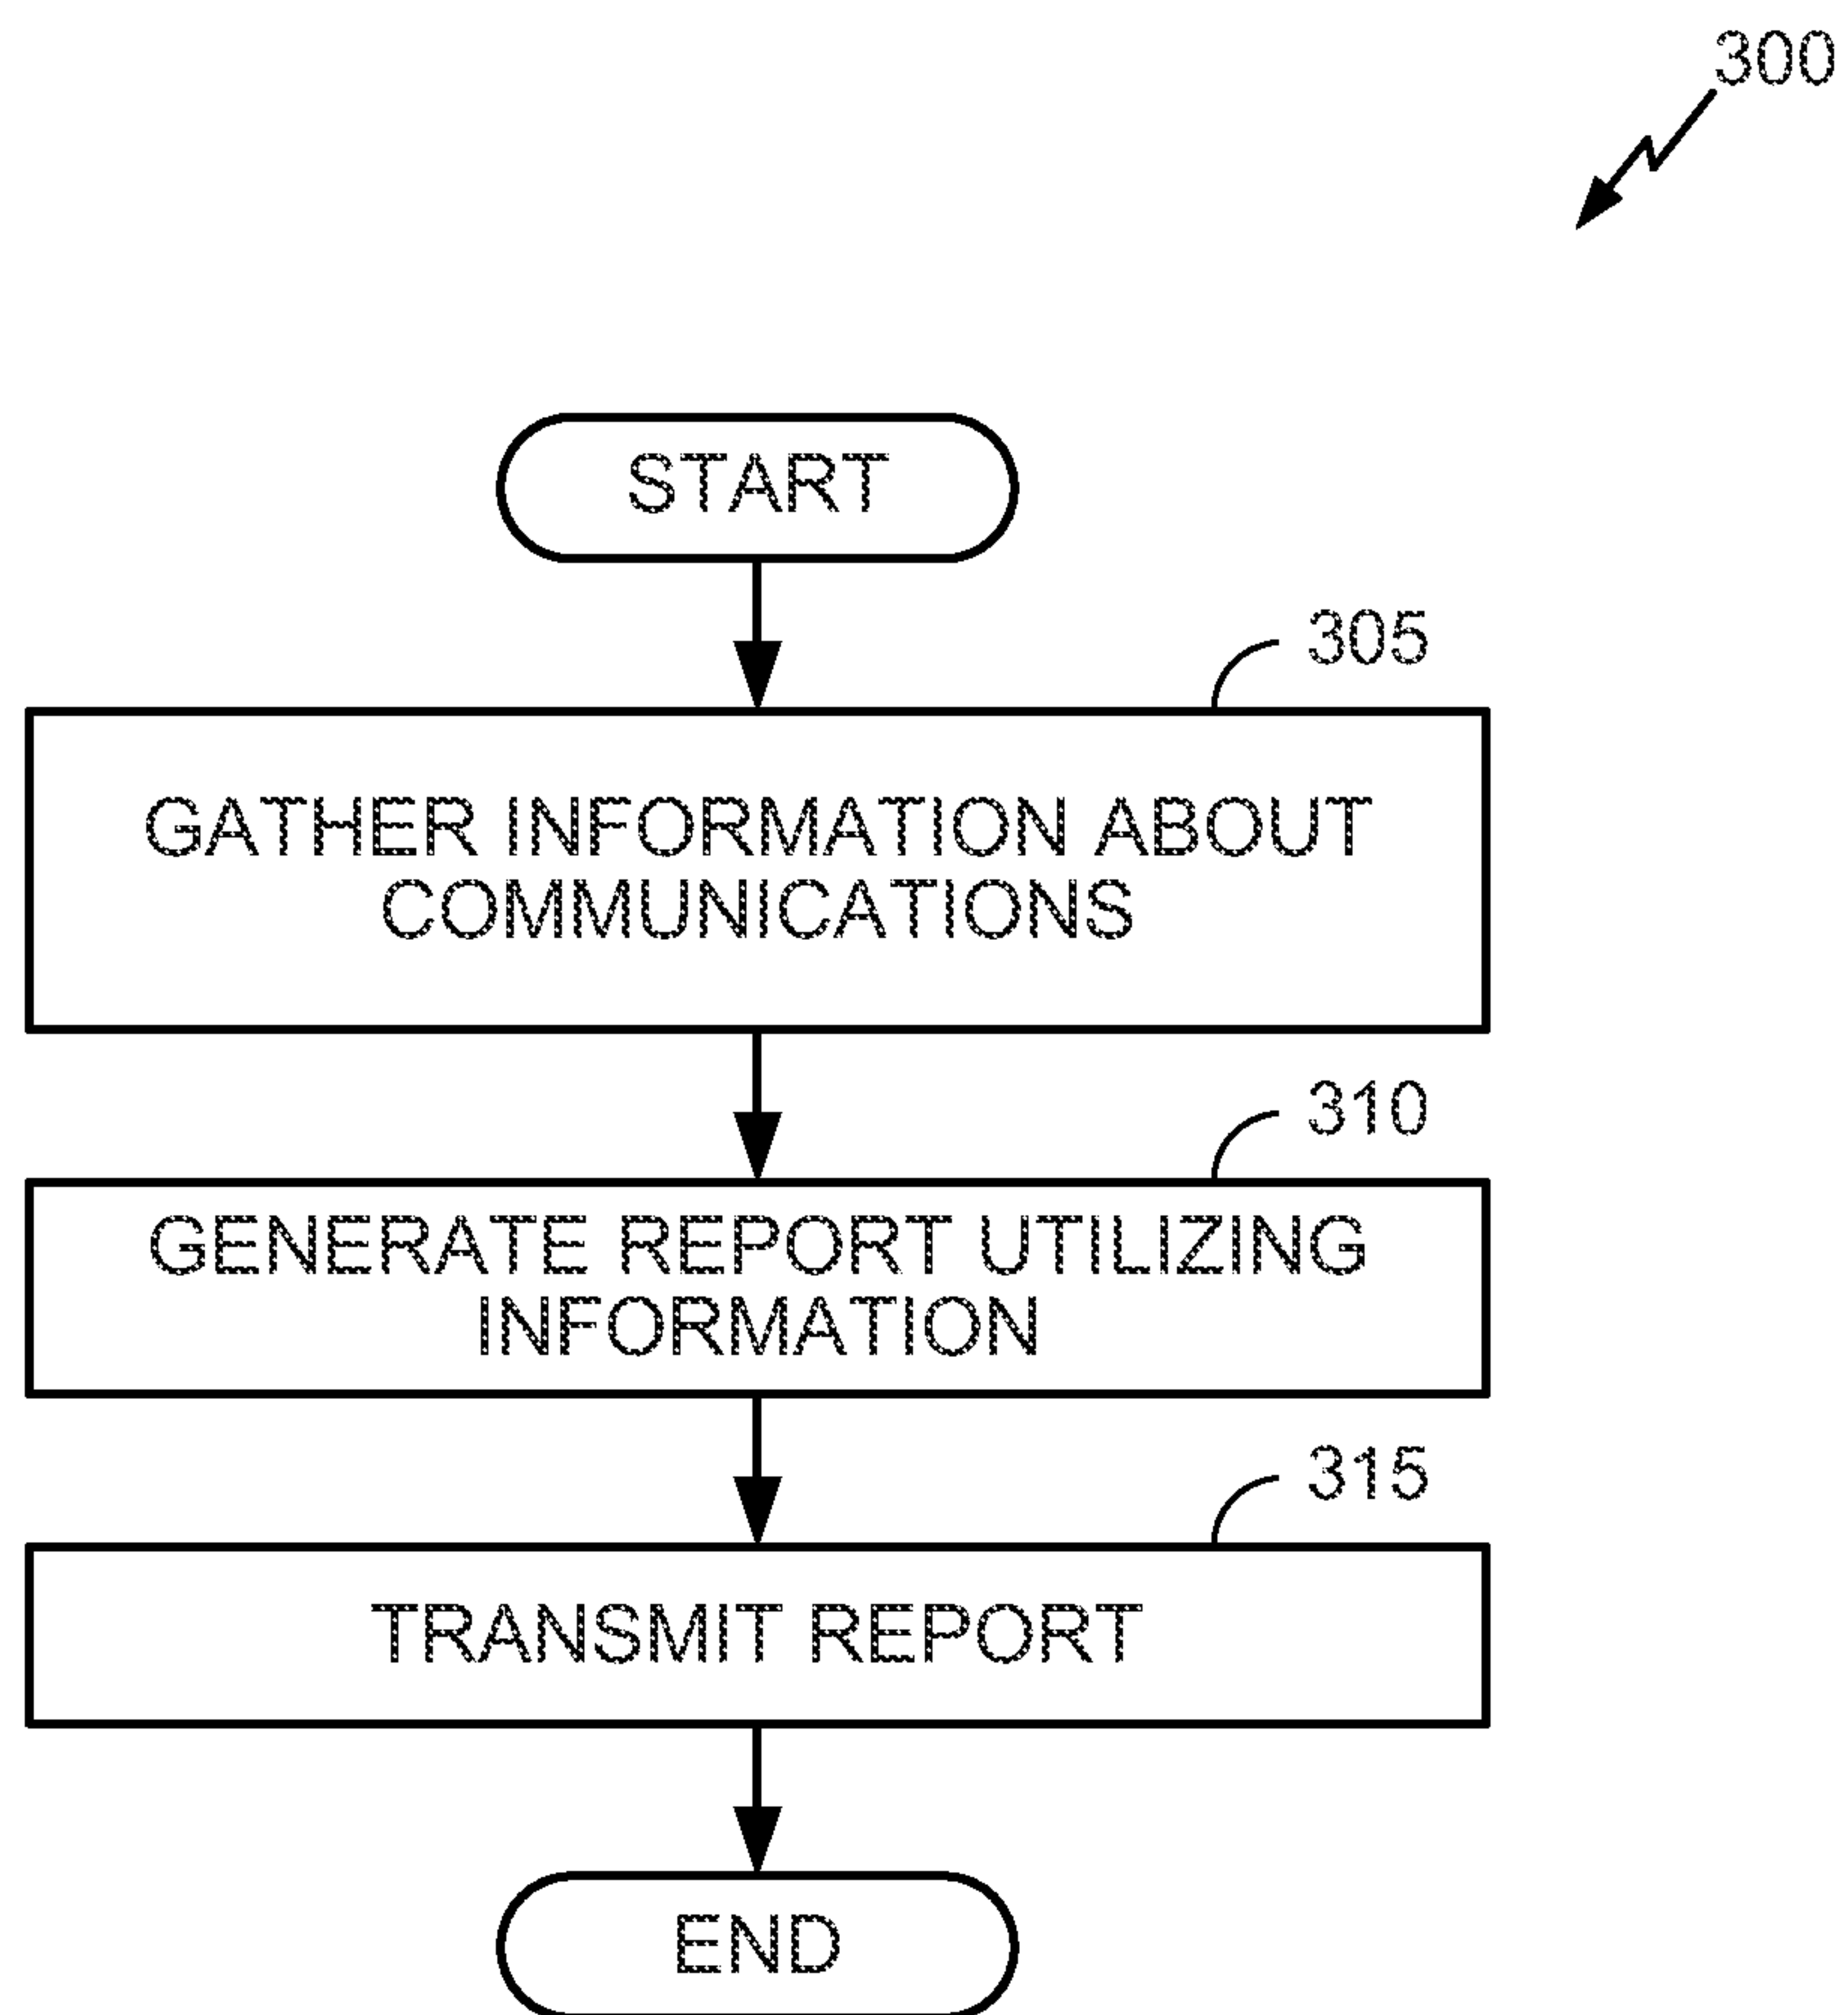 300
START
305
GATHER INFORMATION ABOUT
COMMUNICATIONS
310
GENERATE REPORT UTILIZING
INFORMATION
315
TRANSMIT REPORT
END